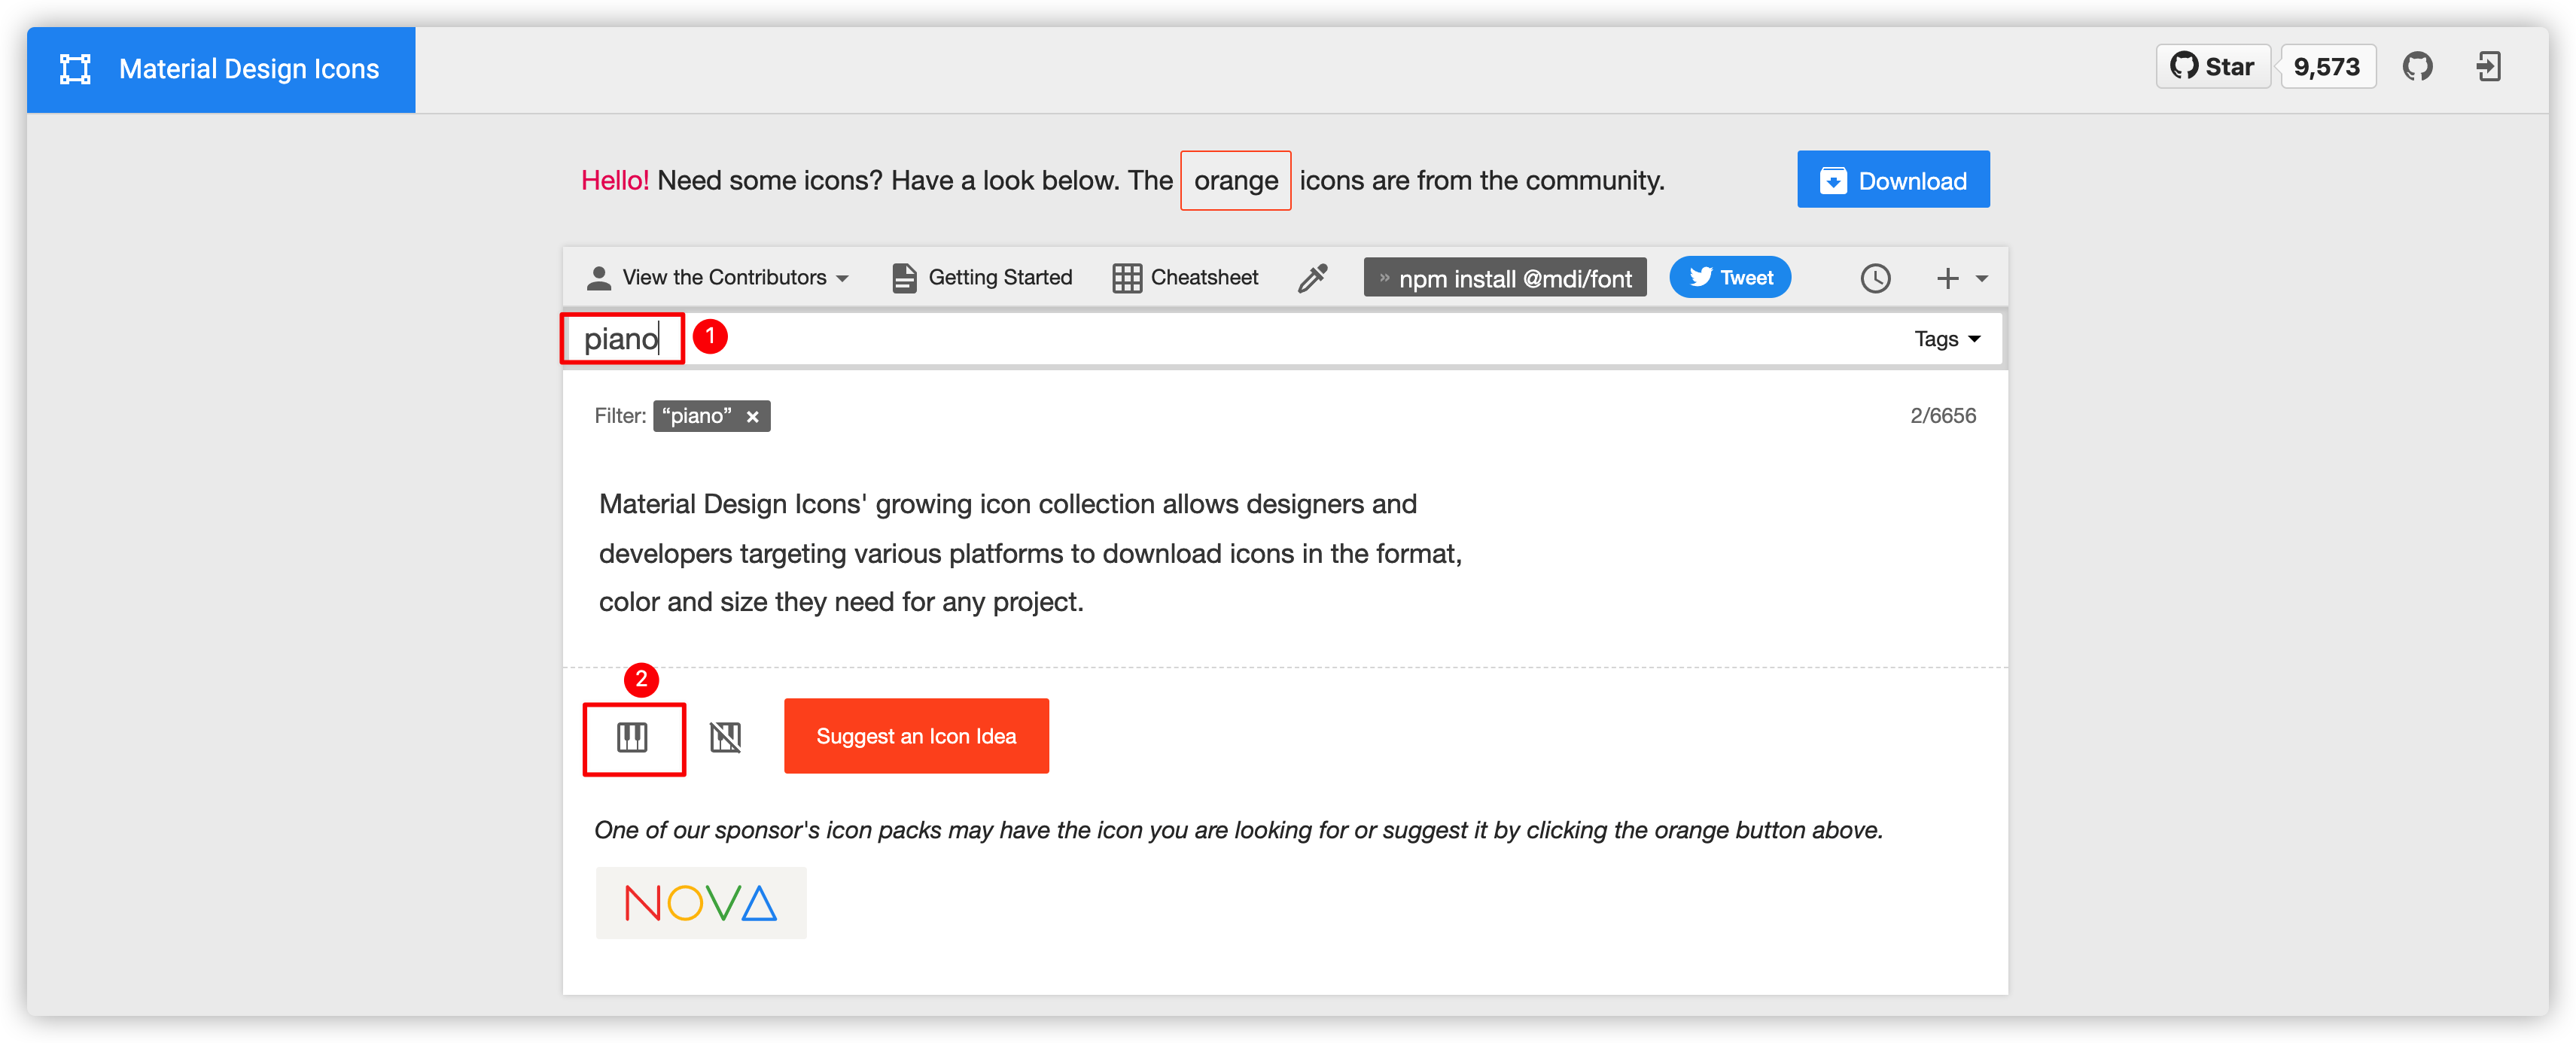 Material Design Icons
Star
9,573
Hello! Need some icons? Have a look below. The orange icons are from the community.
Download
View the Contributors
Getting Started
Cheatsheet
» npm install @mdi/font
Tweet
piano
1
Tags
Filter: “piano” ×
2/6656
Material Design Icons' growing icon collection allows designers and
developers targeting various platforms to download icons in the format,
color and size they need for any project.
2
Suggest an Icon Idea
One of our sponsor's icon packs may have the icon you are looking for or suggest it by clicking the orange button above.
NOVA